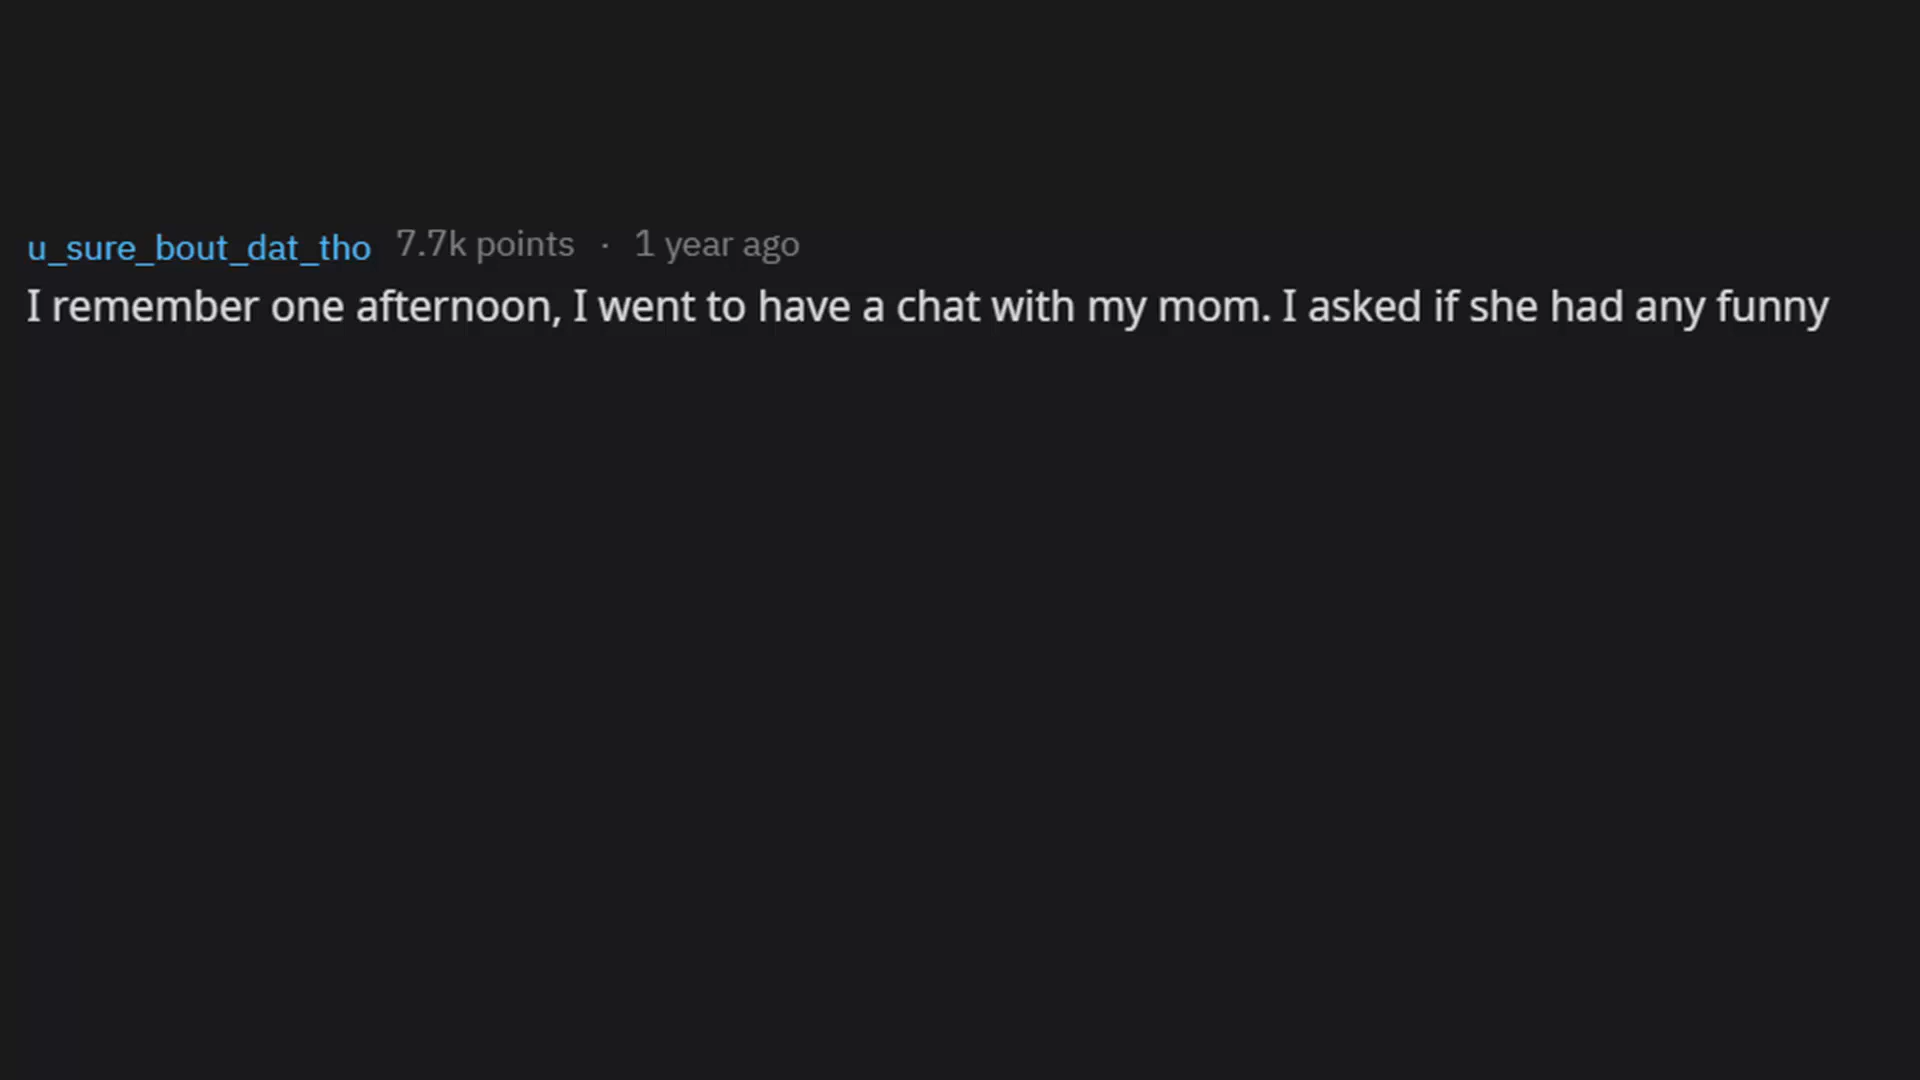 u_sure_bout_dat_tho 7.7k points · 1 year ago
I remember one afternoon, I went to have a chat with my mom. I asked if she had any funny